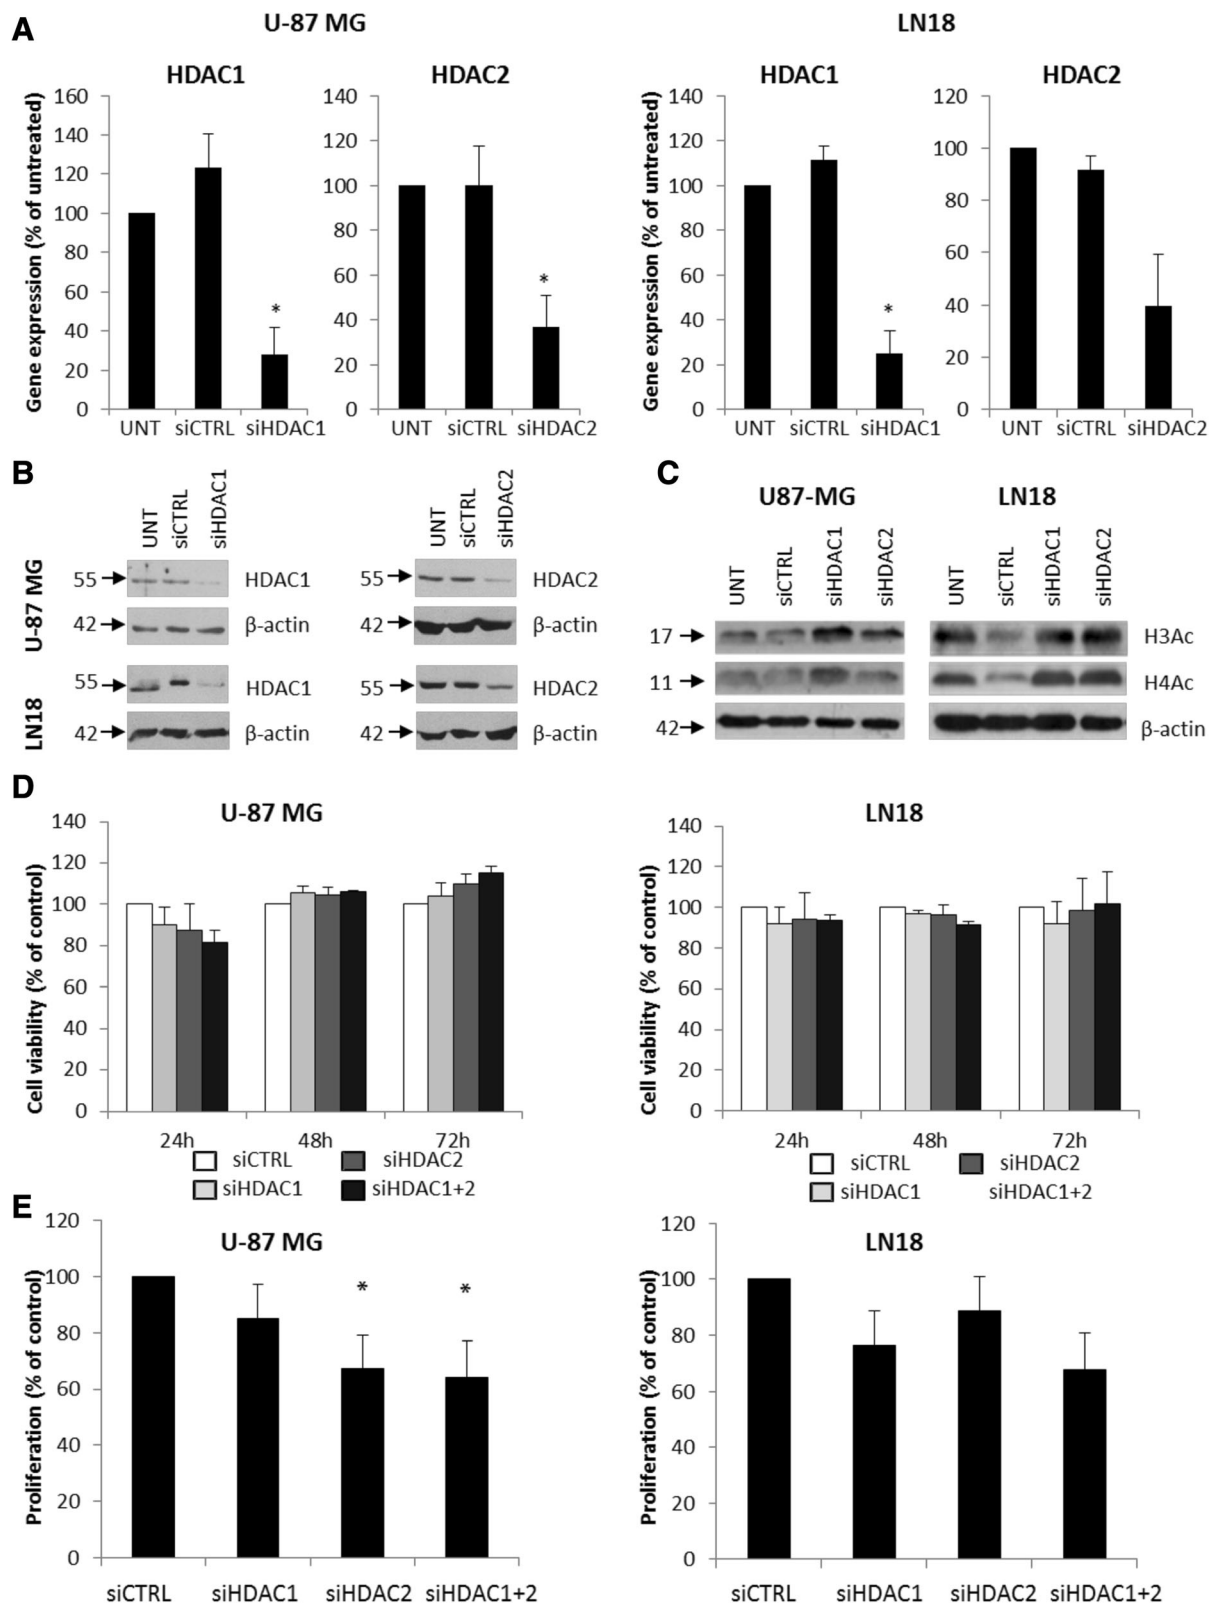 A
U-87 MG
LN18
HDAC1
HDAC2
HDAC1
HDAC2
Gene expression (% of untreated)
160
140
120
100
80
60
40
20
0
*
UNT siCTRL siHDAC1
140
120
100
80
60
40
20
0
*
UNT siCTRL siHDAC2
Gene expression (% of untreated)
140
120
100
80
60
40
20
0
*
UNT siCTRL siHDAC1
120
100
80
60
40
20
0
UNT siCTRL siHDAC2
B
UNT siCTRL siHDAC1
UNT siCTRL siHDAC2
U-87 MG
55 HDAC1
42 β-actin
55 HDAC2
42 β-actin
LN18
55 HDAC1
42 β-actin
55 HDAC2
42 β-actin
C
U87-MG
LN18
UNT siCTRL siHDAC1 siHDAC2
UNT siCTRL siHDAC1 siHDAC2
17 H3Ac
11 H4Ac
42 β-actin
D
U-87 MG
Cell viability (% of control)
140
120
100
80
60
40
20
0
24h 48h 72h
siCTRL siHDAC2
siHDAC1 siHDAC1+2
LN18
Cell viability (% of control)
140
120
100
80
60
40
20
0
24h 48h 72h
siCTRL siHDAC2
siHDAC1 siHDAC1+2
E
U-87 MG
Proliferation (% of control)
120
100
80
60
40
20
0
* *
siCTRL siHDAC1 siHDAC2 siHDAC1+2
LN18
Proliferation (% of control)
120
100
80
60
40
20
0
siCTRL siHDAC1 siHDAC2 siHDAC1+2